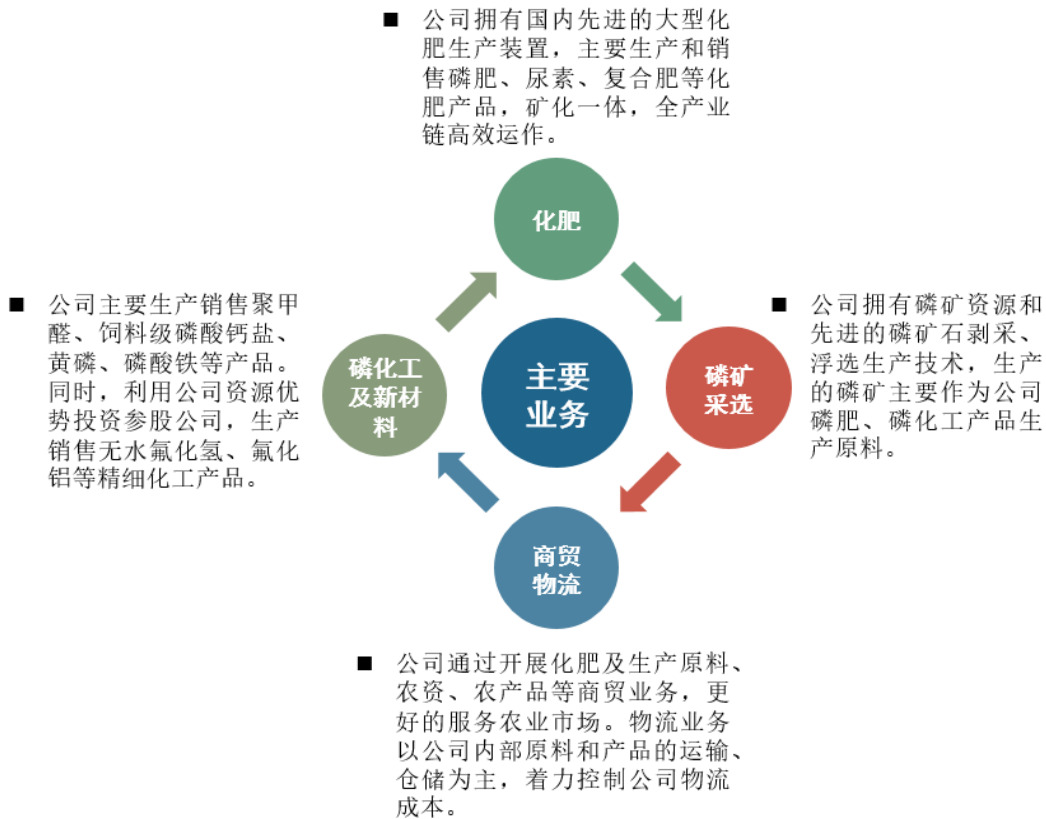 ■ 公司拥有国内先进的大型化
肥生产装置，主要生产和销
售磷肥、尿素、复合肥等化
肥产品，矿化一体，全产业
链高效运作。
化肥
■ 公司主要生产销售聚甲
醛、饲料级磷酸钙盐、
黄磷、磷酸铁等产品。
同时，利用公司资源优
势投资参股公司，生产
销售无水氟化氢、氟化
铝等精细化工产品。
磷化工
及新材
料
主要
业务
磷矿
采选
■ 公司拥有磷矿资源和
先进的磷矿石剥采、
浮选生产技术，生产
的磷矿主要作为公司
磷肥、磷化工产品生
产原料。
商贸
物流
■ 公司通过开展化肥及生产原料、
农资、农产品等商贸业务，更
好的服务农业市场。物流业务
以公司内部原料和产品的运输、
仓储为主，着力控制公司物流
成本。